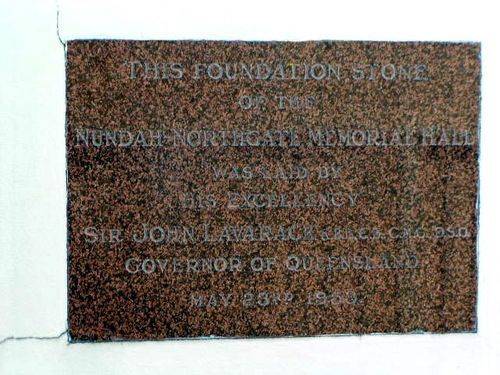 THIS FOUNDATION STONE
OF THE
NUNDAH-NORTHGATE MEMORIAL HALL
WAS LAID BY
HIS EXCELLENCY
SIR JOHN LAVARACK C.M.G. D.S.O.
GOVERNOR OF QUEENSLAND
MAY 23RD